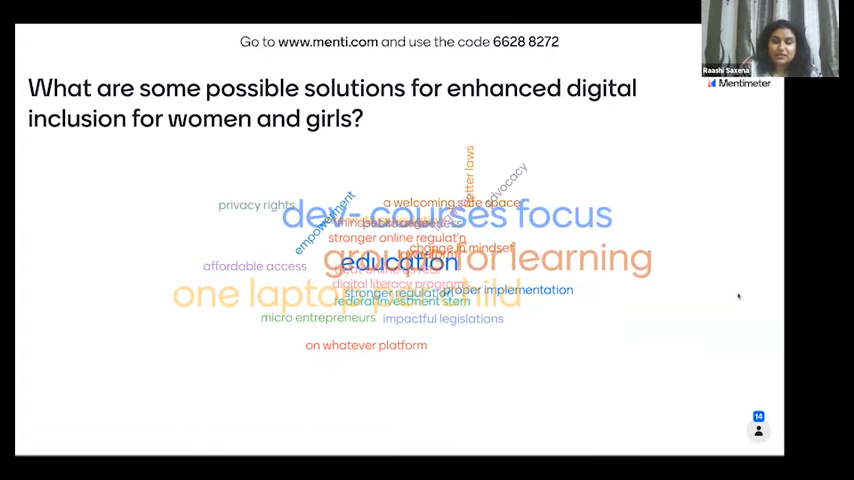 Go to www.menti.com and use the code 6628 8272
Raashi Saxena
Mentimeter
What are some possible solutions for enhanced digital
inclusion for women and girls?
better laws
advocacy
privacy rights
empowerment
a welcoming safe space
dev- courses focus
stronger online regulat'n
change in mindset
groups for learning
education
affordable access
digital literacy programs
one laptop per child
stronger regulation
proper implementation
federal investment stem
micro entrepreneurs
impactful legislations
on whatever platform
14